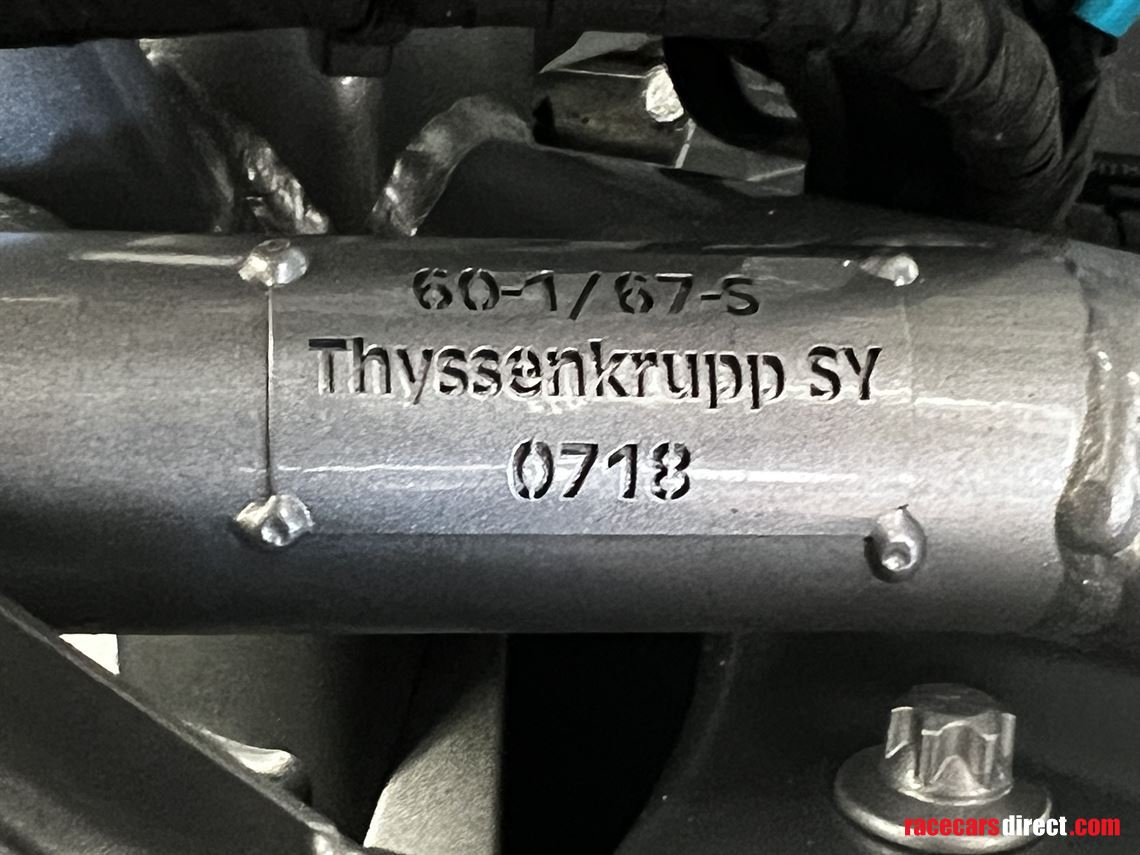 60-1/67-S
Thyssenkrupp SY
0718
racecarsdirect.com